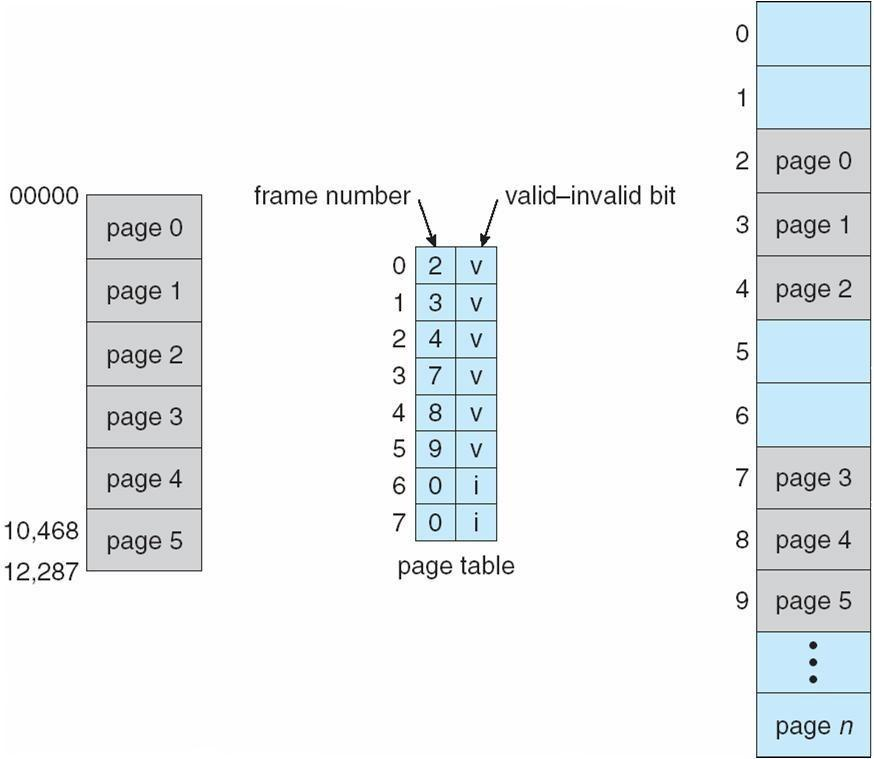 00000
page 0
page 1
page 2
page 3
page 4
10,468
page 5
12,287
frame number
valid–invalid bit
0 2 v
1 3 v
2 4 v
3 7 v
4 8 v
5 9 v
6 0 i
7 0 i
page table
0
1
2 page 0
3 page 1
4 page 2
5
6
7 page 3
8 page 4
9 page 5
page n